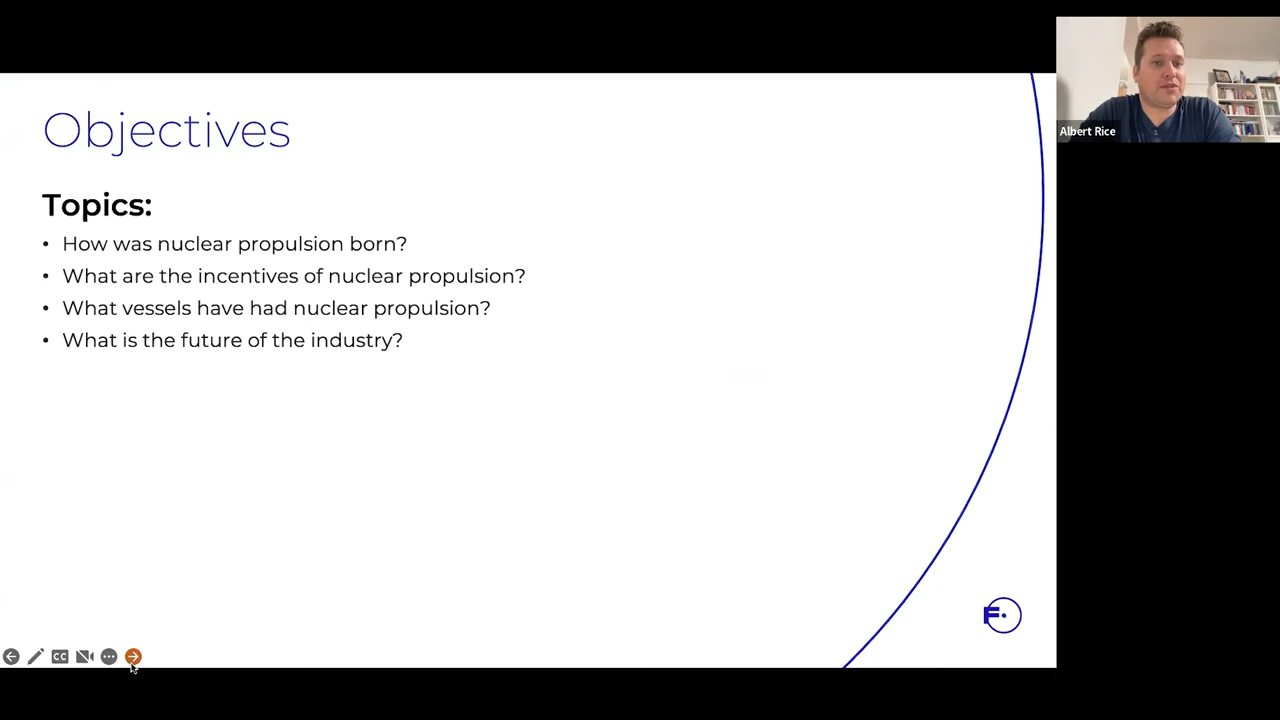 Objectives
Topics:
• How was nuclear propulsion born?
• What are the incentives of nuclear propulsion?
• What vessels have had nuclear propulsion?
• What is the future of the industry?
F
CC
Albert Rice